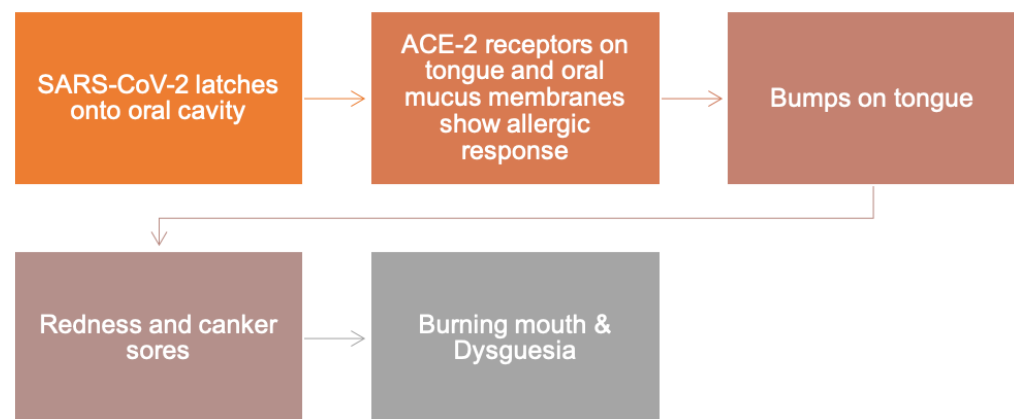 SARS-CoV-2 latches
onto oral cavity
ACE-2 receptors on
tongue and oral
mucus membranes
show allergic
response
Bumps on tongue
Redness and canker
sores
Burning mouth &
Dysguesia